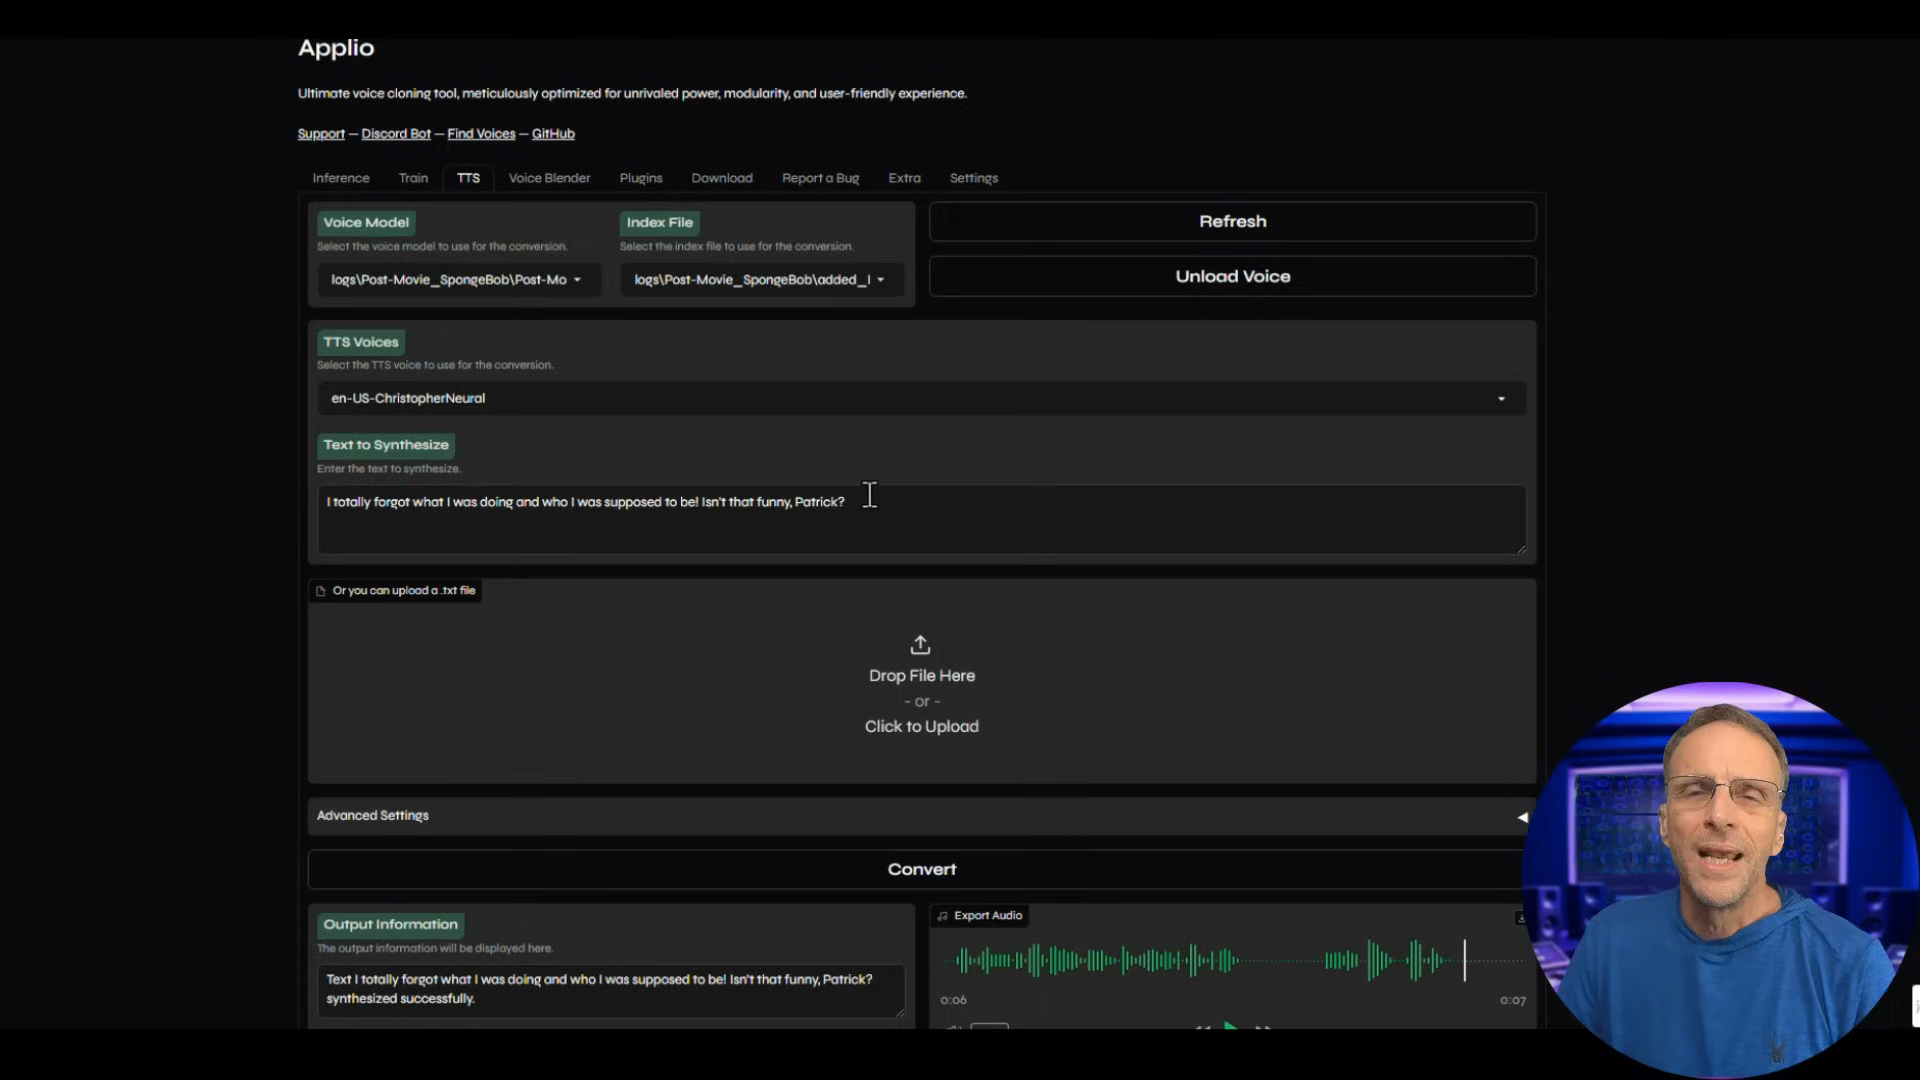 Applio
Ultimate voice cloning tool, meticulously optimized for unrivaled power, modularity, and user-friendly experience.
Support — Discord Bot — Find Voices — GitHub
Inference Train TTS Voice Blender Plugins Download Report a Bug Extra Settings
Voice Model
Select the voice model to use for the conversion.
logs\Post-Movie_SpongeBob\Post-Mo
Index File
Select the index file to use for the conversion.
logs\Post-Movie_SpongeBob\added_I
Refresh
Unload Voice
TTS Voices
Select the TTS voice to use for the conversion.
en-US-ChristopherNeural
Text to Synthesize
Enter the text to synthesize.
I totally forgot what I was doing and who I was supposed to be! Isn't that funny, Patrick?
Or you can upload a .txt file
Drop File Here
- or -
Click to Upload
Advanced Settings
Convert
Output Information
The output information will be displayed here.
Text I totally forgot what I was doing and who I was supposed to be! Isn't that funny, Patrick?
synthesized successfully.
Export Audio
0:06 0:07